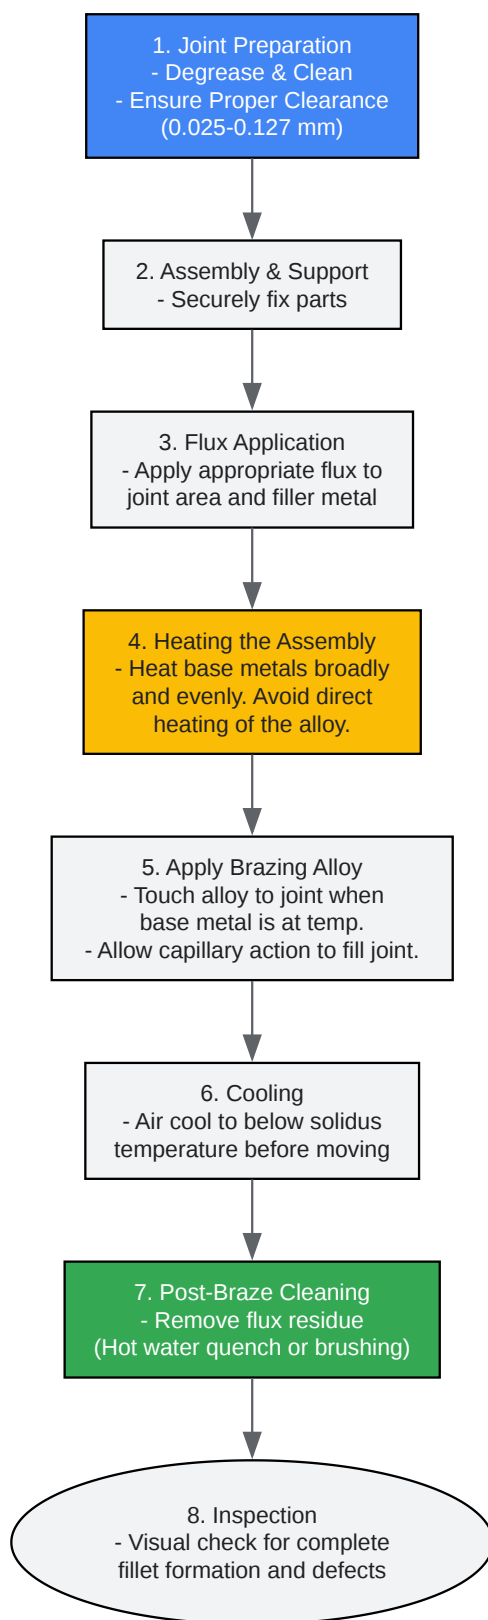 1. Joint Preparation
- Degrease & Clean
- Ensure Proper Clearance
(0.025-0.127 mm)
2. Assembly & Support
- Securely fix parts
3. Flux Application
- Apply appropriate flux to
joint area and filler metal
4. Heating the Assembly
- Heat base metals broadly
and evenly. Avoid direct
heating of the alloy.
5. Apply Brazing Alloy
- Touch alloy to joint when
base metal is at temp.
- Allow capillary action to fill joint.
6. Cooling
- Air cool to below solidus
temperature before moving
7. Post-Braze Cleaning
- Remove flux residue
(Hot water quench or brushing)
8. Inspection
- Visual check for complete
fillet formation and defects